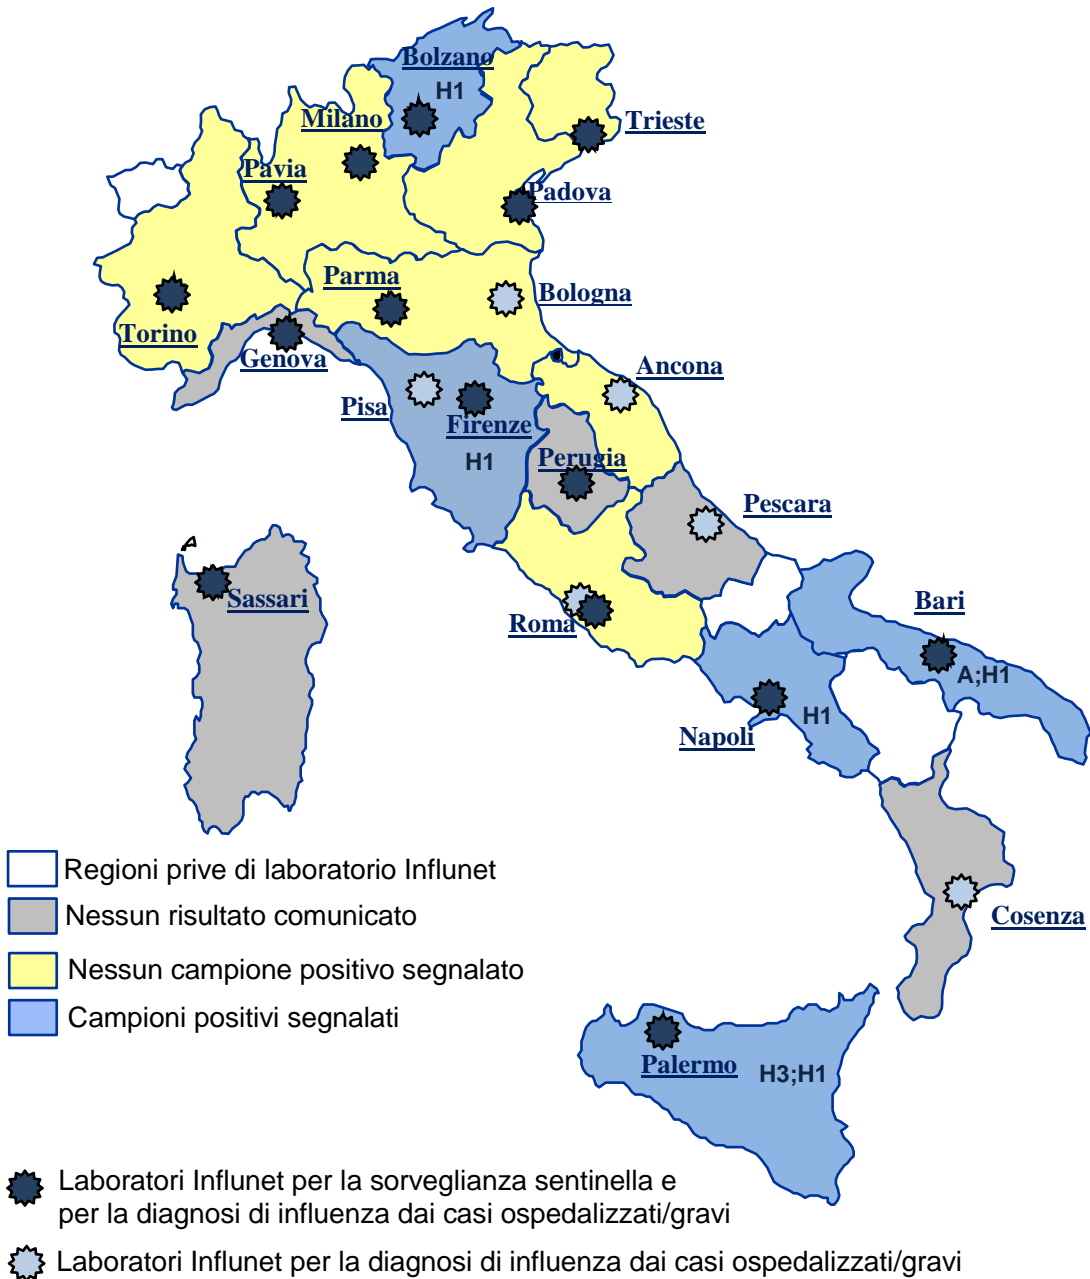 Bolzano
H1
Milano
Trieste
Pavia
Padova
Parma
Bologna
Torino
Genova
Ancona
Pisa
Firenze
H1
Perugia
Pescara
Sassari
Roma
Bari
A;H1
Napoli
H1
Regioni prive di laboratorio Influnet
Nessun risultato comunicato
Cosenza
Nessun campione positivo segnalato
Campioni positivi segnalati
Palermo
H3;H1
Laboratori Influnet per la sorveglianza sentinella e
per la diagnosi di influenza dai casi ospedalizzati/gravi
Laboratori Influnet per la diagnosi di influenza dai casi ospedalizzati/gravi